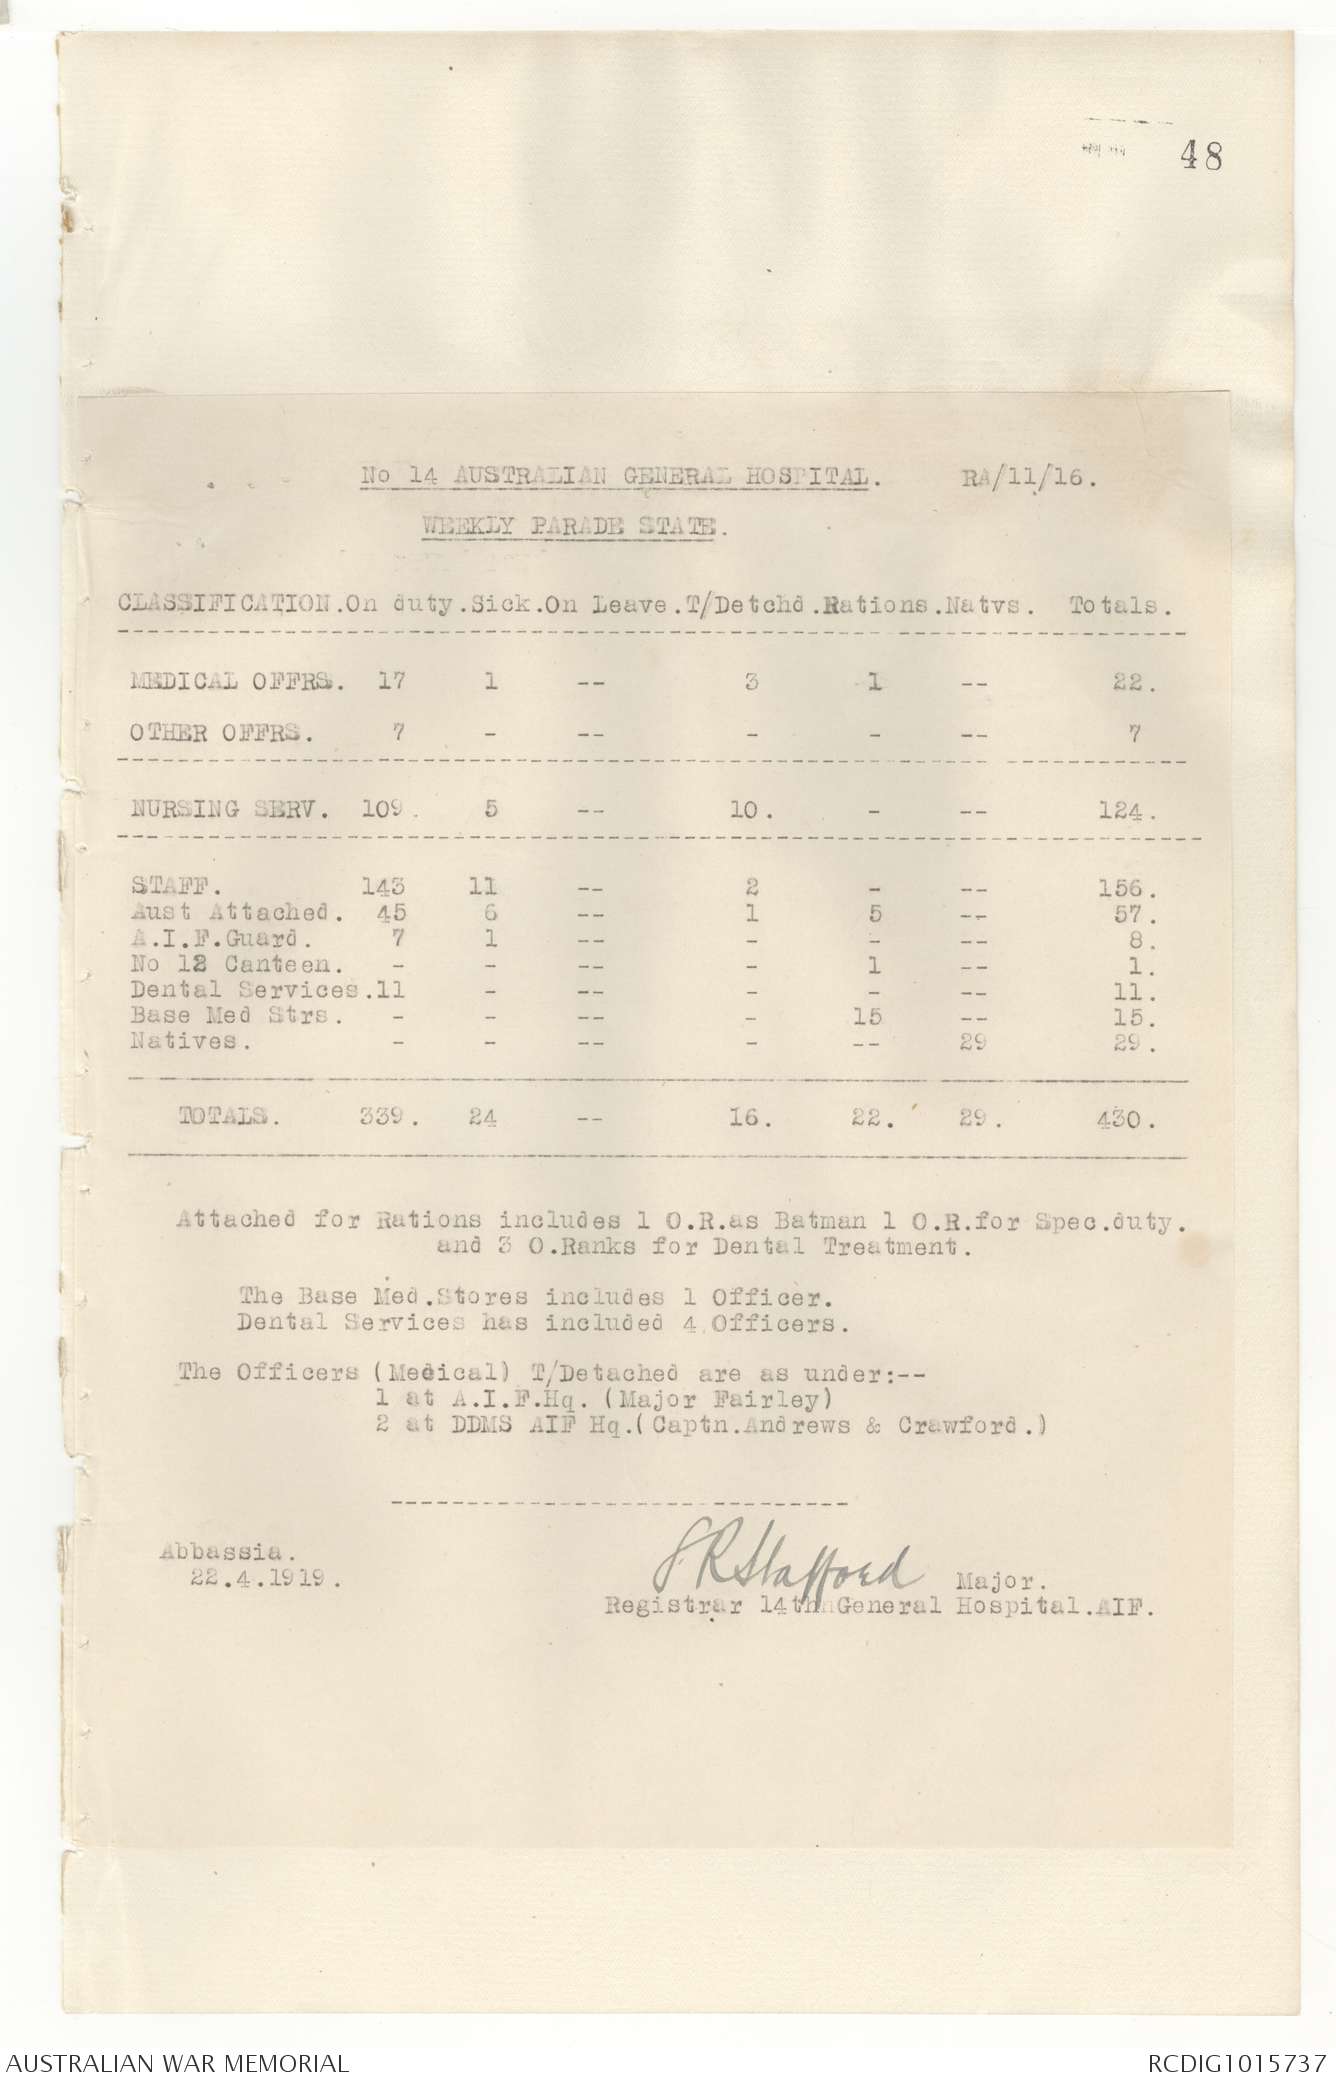 48
No 14 AUSTRALIAN GENERAL HOSPITAL. RA/11/16.
WEEKLY PARADE STATE.
CLASSIFICATION.On duty.Sick.On Leave.T/Detchd.Rations.Natvs. Totals.
MEDICAL OFFRS. 17 1 -- 3 1 -- 22.
OTHER OFFRS. 7 - -- - - -- 7
NURSING SERV. 109. 5 -- 10. - -- 124.
STAFF. 143 11 -- 2 - -- 156.
Aust Attached. 45 6 -- 1 5 -- 57.
A.I.F.Guard. 7 1 -- - - -- 8.
No 12 Canteen. - - -- - 1 -- 1.
Dental Services.11 - -- - - -- 11.
Base Med Strs. - - -- - 15 -- 15.
Natives. - - -- - -- 29 29.
TOTALS. 339. 24 -- 16. 22. 29. 430.
Attached for Rations includes 1 O.R.as Batman 1 O.R.for Spec.duty.
and 3 O.Ranks for Dental Treatment.
The Base Med.Stores includes 1 Officer.
Dental Services has included 4 Officers.
The Officers (Medical) T/Detached are as under:--
1 at A.I.F.Hq. (Major Fairley)
2 at DDMS AIF Hq.(Captn.Andrews & Crawford.)
Abbassia.
22.4.1919.
SRStafford Major.
Registrar 14th General Hospital.AIF.
AUSTRALIAN WAR MEMORIAL
RCDIG1015737